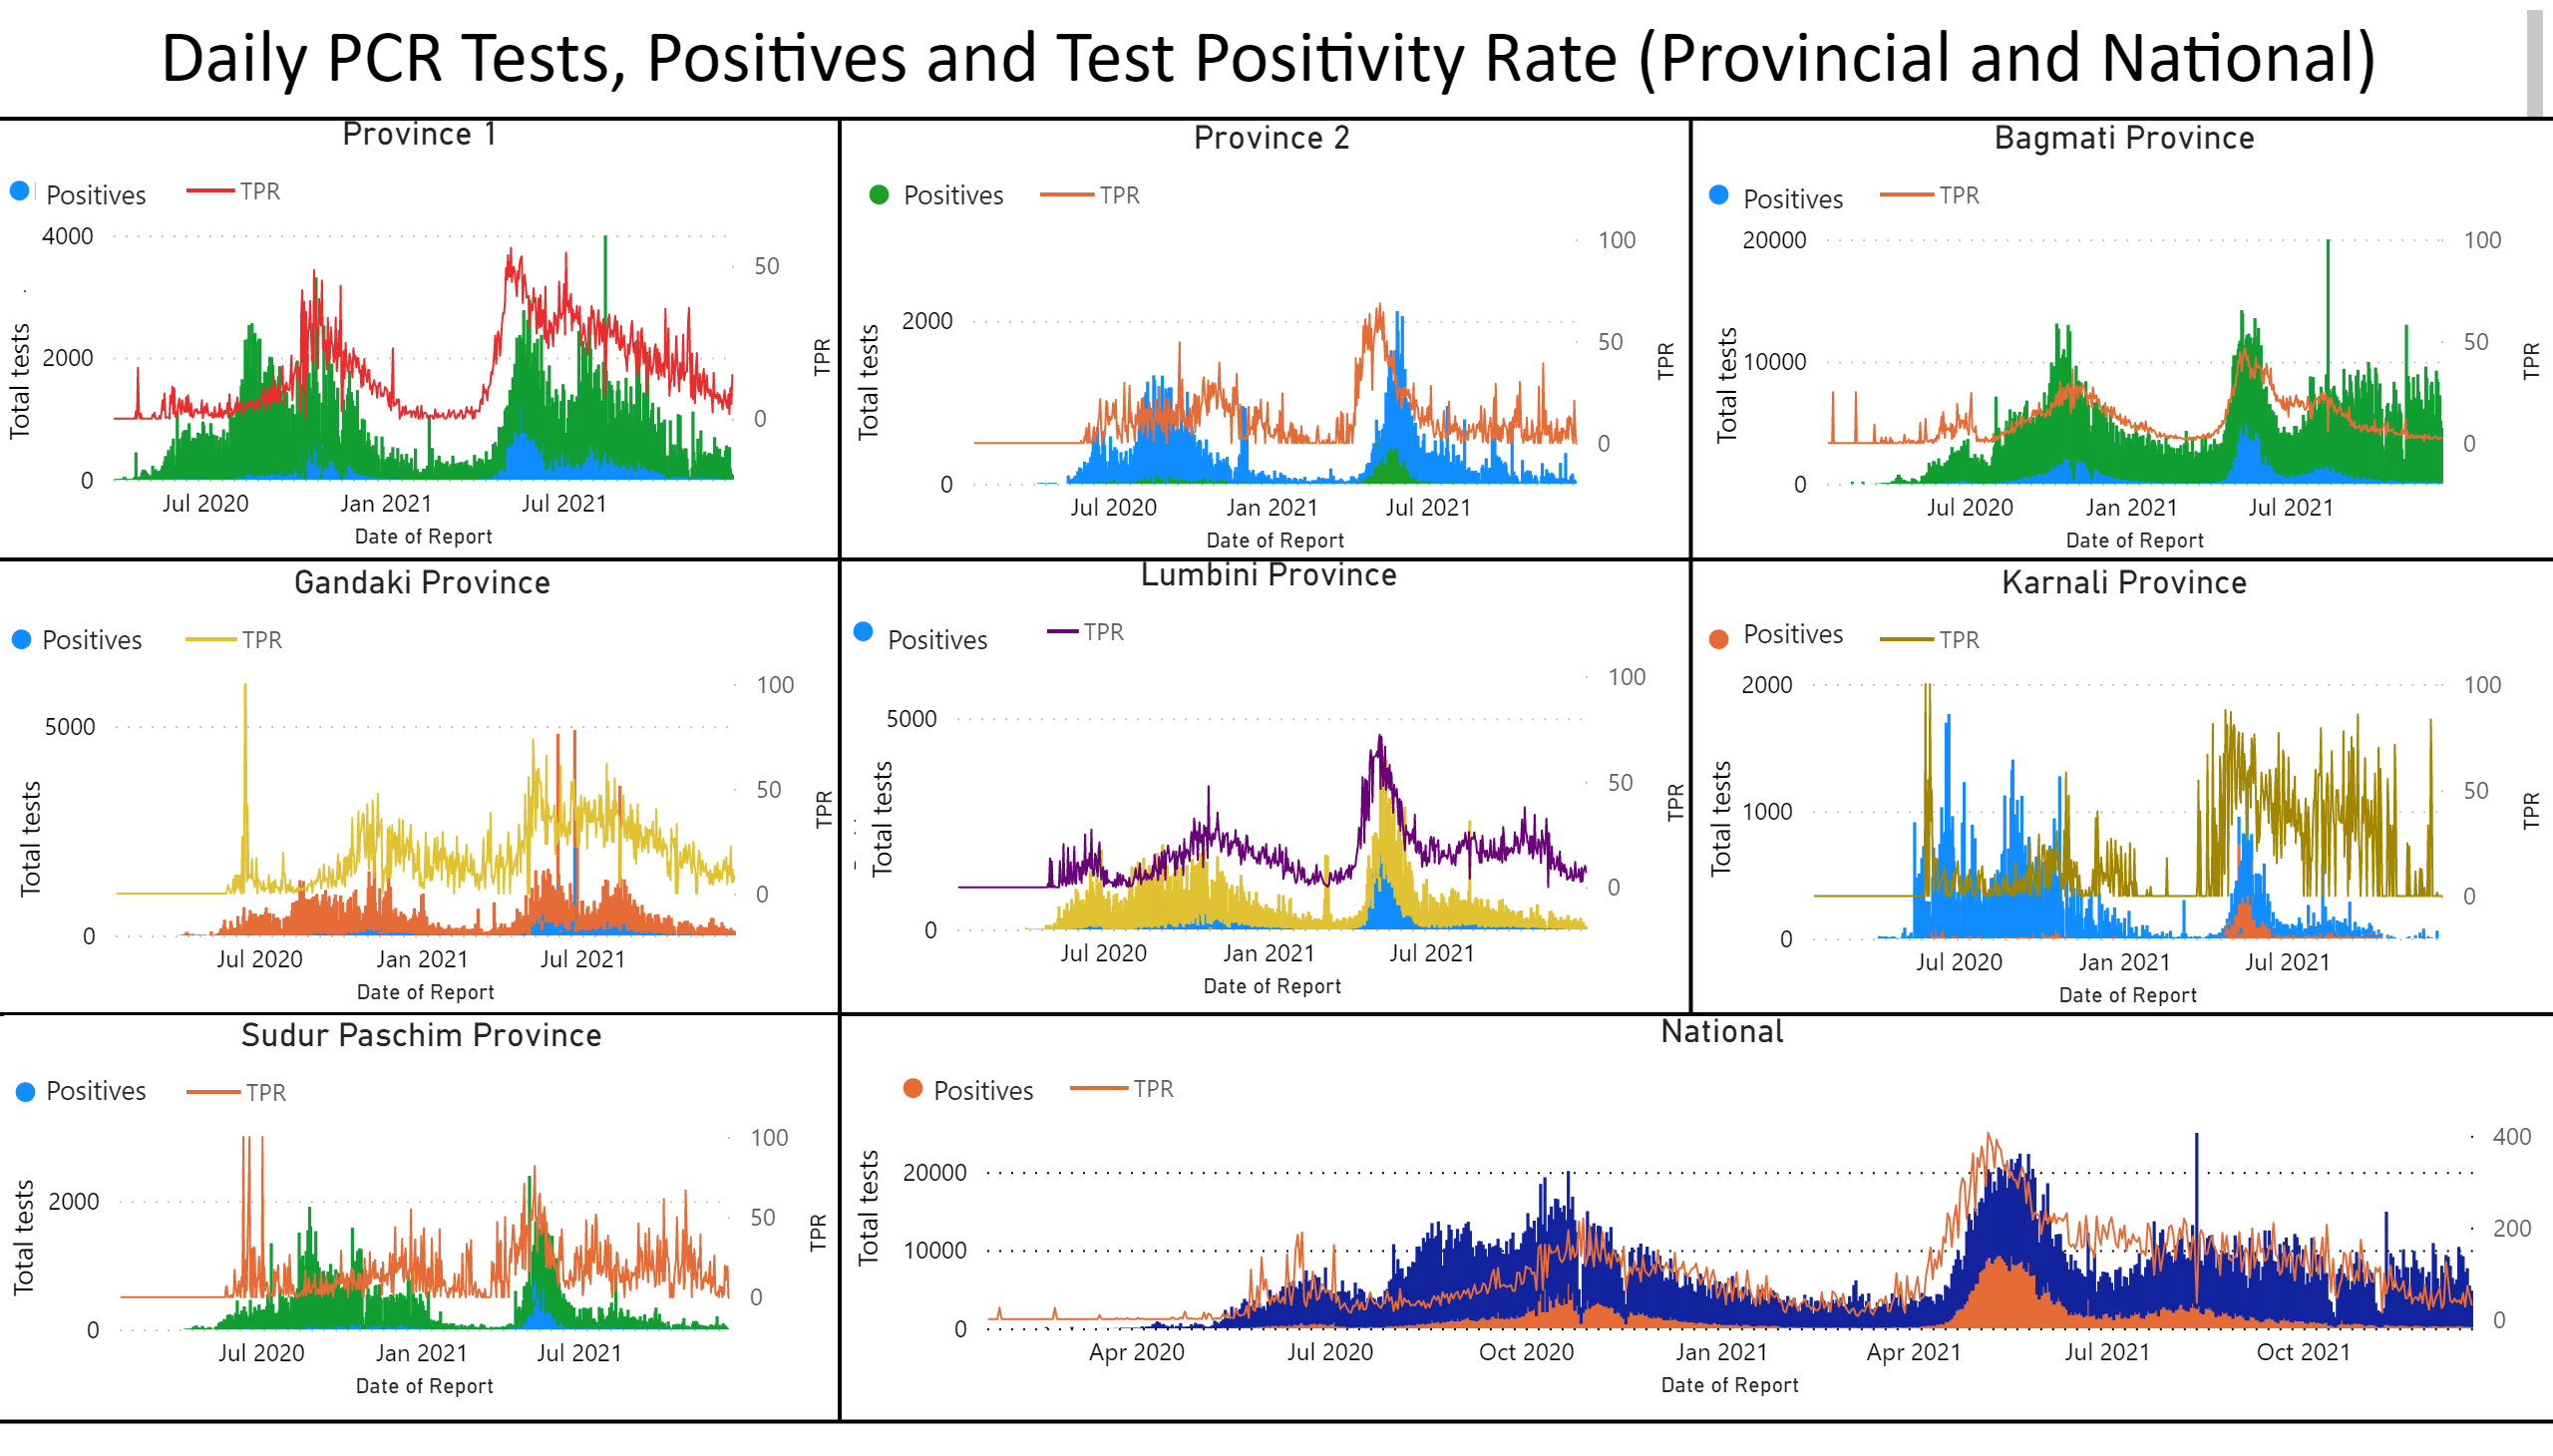 Daily PCR Tests, Positives and Test Positivity Rate (Provincial and National)
Province 1
Positives TPR
4000
2000
0
50
0
Total tests
TPR
Jul 2020 Jan 2021 Jul 2021
Date of Report
Province 2
Positives TPR
2000
0
100
50
0
Total tests
TPR
Jul 2020 Jan 2021 Jul 2021
Date of Report
Bagmati Province
Positives TPR
20000
10000
0
100
50
0
Total tests
TPR
Jul 2020 Jan 2021 Jul 2021
Date of Report
Gandaki Province
Positives TPR
5000
0
100
50
0
Total tests
TPR
Jul 2020 Jan 2021 Jul 2021
Date of Report
Lumbini Province
Positives TPR
5000
0
100
50
0
Total tests
TPR
Jul 2020 Jan 2021 Jul 2021
Date of Report
Karnali Province
Positives TPR
2000
1000
0
100
50
0
Total tests
TPR
Jul 2020 Jan 2021 Jul 2021
Date of Report
Sudur Paschim Province
Positives TPR
2000
0
100
50
0
Total tests
TPR
Jul 2020 Jan 2021 Jul 2021
Date of Report
National
Positives TPR
20000
10000
0
400
200
0
Total tests
Apr 2020 Jul 2020 Oct 2020 Jan 2021 Apr 2021 Jul 2021 Oct 2021
Date of Report